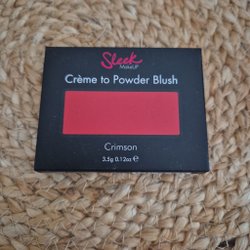 Sleek
MakeUP
Crème to Powder Blush
Crimson
3.5g 0.12oz ℮